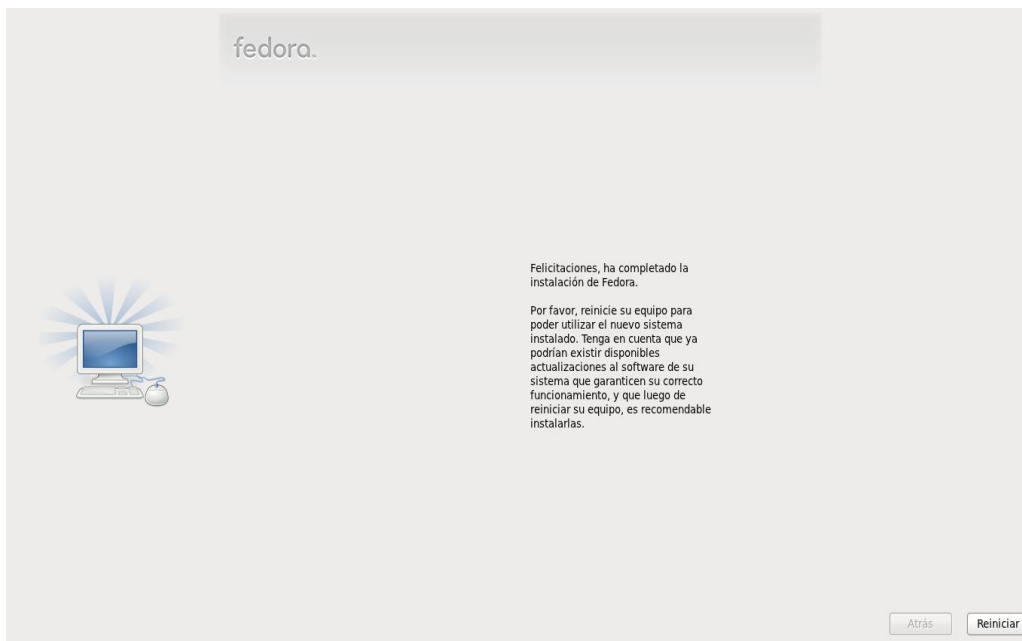 fedora
Felicitaciones, ha completado la
instalación de Fedora.
Por favor, reinicie su equipo para
poder utilizar el nuevo sistema
instalado. Tenga en cuenta que ya
podrían existir disponibles
actualizaciones al software de su
sistema que garanticen su correcto
funcionamiento, y que luego de
reiniciar su equipo, es recomendable
instalarlas.
Atrás
Reiniciar